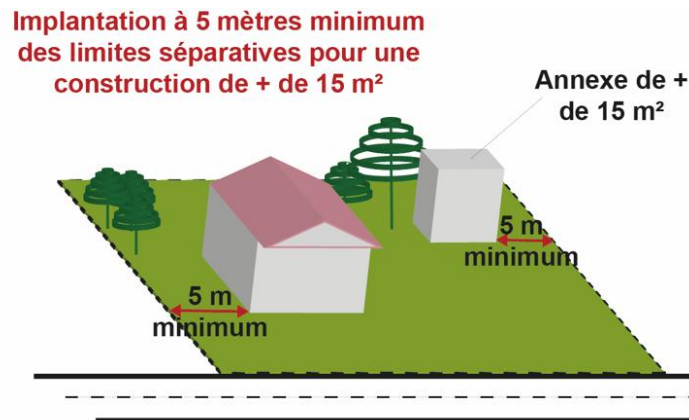 Implantation à 5 mètres minimum
des limites séparatives pour une
construction de + de 15 m²
Annexe de +
de 15 m²
5 m
minimum
5 m
minimum